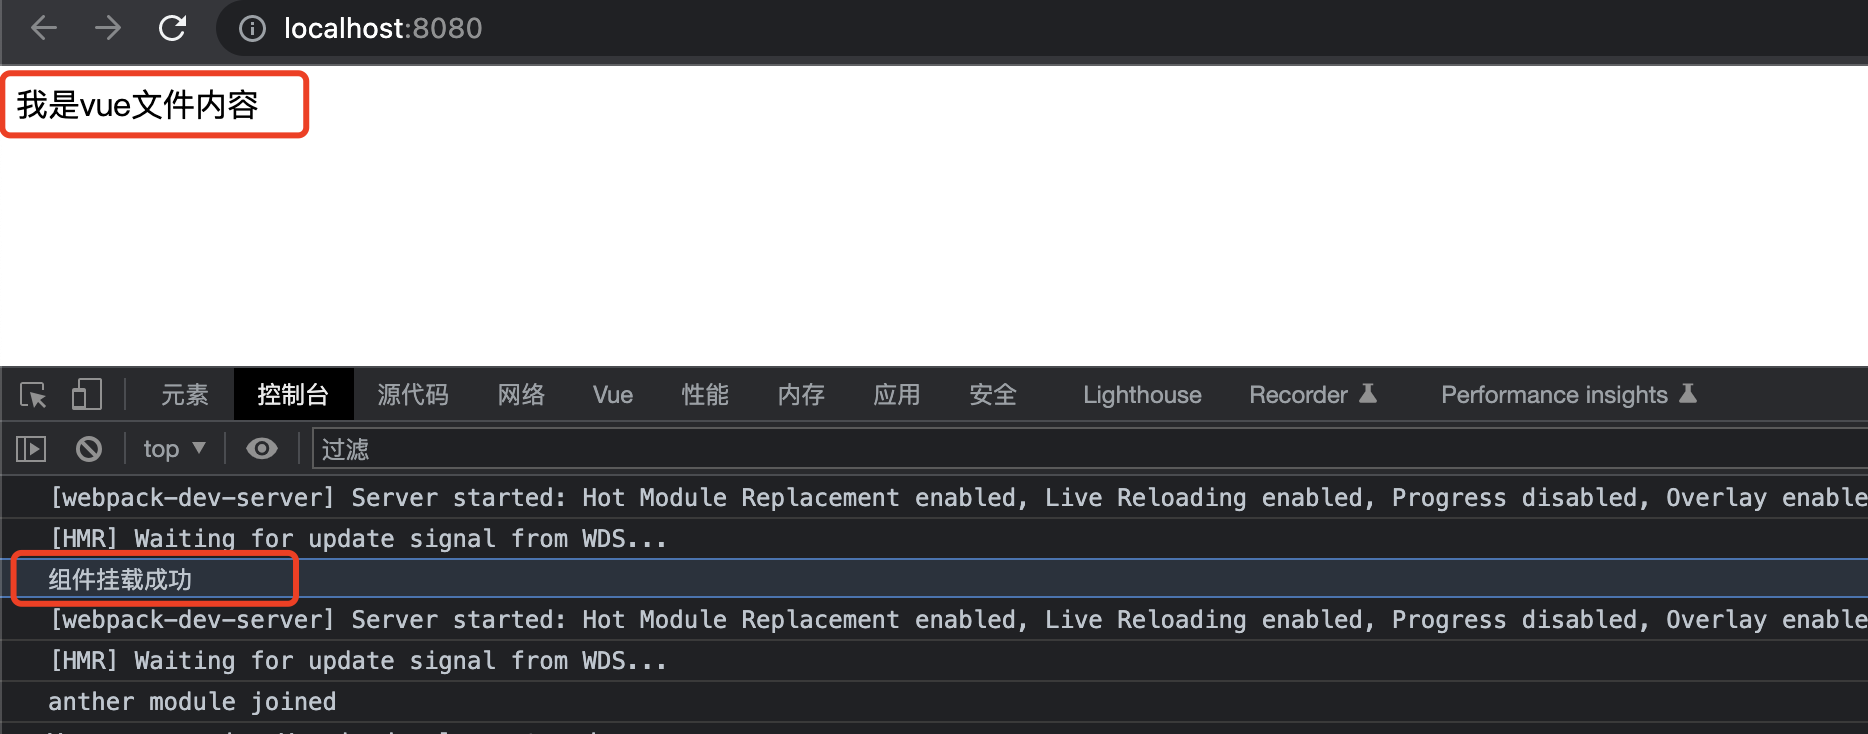 localhost:8080
我是vue文件内容
元素 控制台 源代码 网络 Vue 性能 内存 应用 安全 Lighthouse Recorder Performance insights
top 过滤
[webpack-dev-server] Server started: Hot Module Replacement enabled, Live Reloading enabled, Progress disabled, Overlay enable
[HMR] Waiting for update signal from WDS...
组件挂载成功
[webpack-dev-server] Server started: Hot Module Replacement enabled, Live Reloading enabled, Progress disabled, Overlay enable
[HMR] Waiting for update signal from WDS...
anther module joined